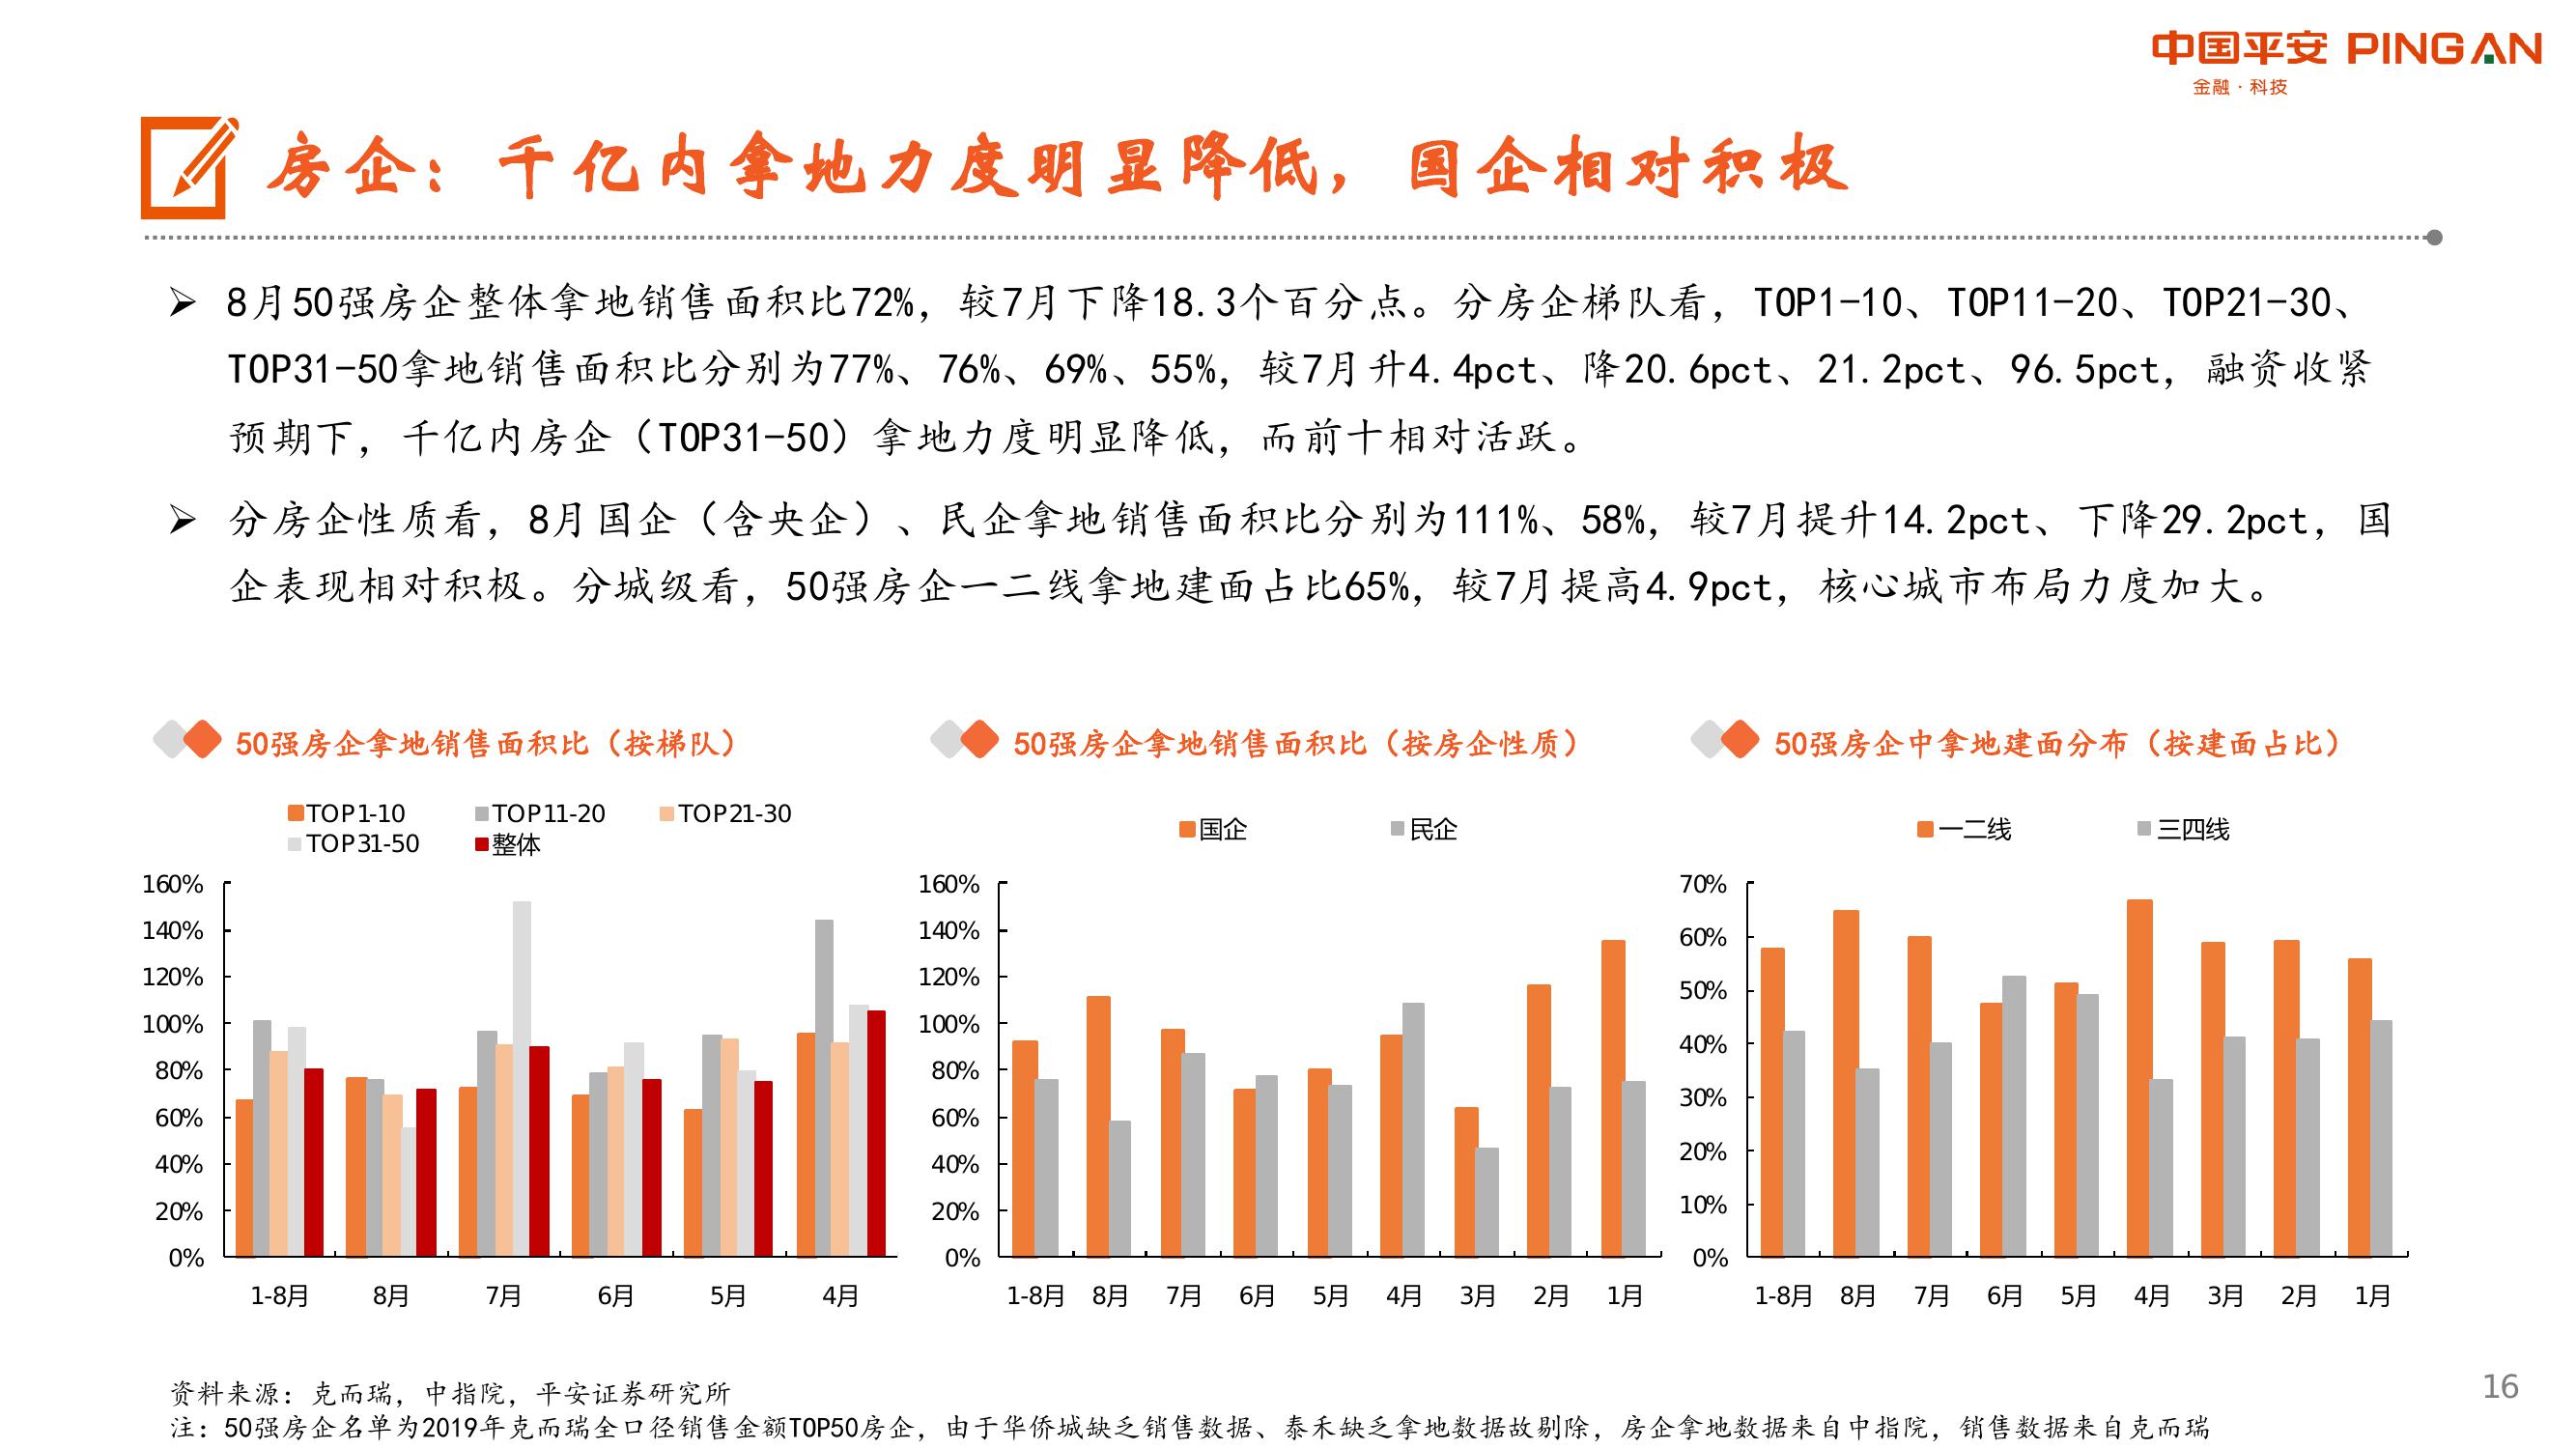 中国平安 PINGAN
金融·科技
房企：千亿内拿地力度明显降低，国企相对积极
➢ 8月50强房企整体拿地销售面积比72%，较7月下降18.3个百分点。分房企梯队看，TOP1-10、TOP11-20、TOP21-30、
TOP31-50拿地销售面积比分别为77%、76%、69%、55%，较7月升4.4pct、降20.6pct、21.2pct、96.5pct，融资收紧
预期下，千亿内房企（TOP31-50）拿地力度明显降低，而前十相对活跃。
➢ 分房企性质看，8月国企（含央企）、民企拿地销售面积比分别为111%、58%，较7月提升14.2pct、下降29.2pct，国
企表现相对积极。分城级看，50强房企一二线拿地建面占比65%，较7月提高4.9pct，核心城市布局力度加大。
50强房企拿地销售面积比（按梯队）
TOP1-10 TOP11-20 TOP21-30
TOP31-50 整体
160%
140%
120%
100%
80%
60%
40%
20%
0%
1-8月 8月 7月 6月 5月 4月
50强房企拿地销售面积比（按房企性质）
国企 民企
160%
140%
120%
100%
80%
60%
40%
20%
0%
1-8月 8月 7月 6月 5月 4月 3月 2月 1月
50强房企中拿地建面分布（按建面占比）
一二线 三四线
70%
60%
50%
40%
30%
20%
10%
0%
1-8月 8月 7月 6月 5月 4月 3月 2月 1月
资料来源：克而瑞，中指院，平安证券研究所
注：50强房企名单为2019年克而瑞全口径销售金额TOP50房企，由于华侨城缺乏销售数据、泰禾缺乏拿地数据故剔除，房企拿地数据来自中指院，销售数据来自克而瑞
16